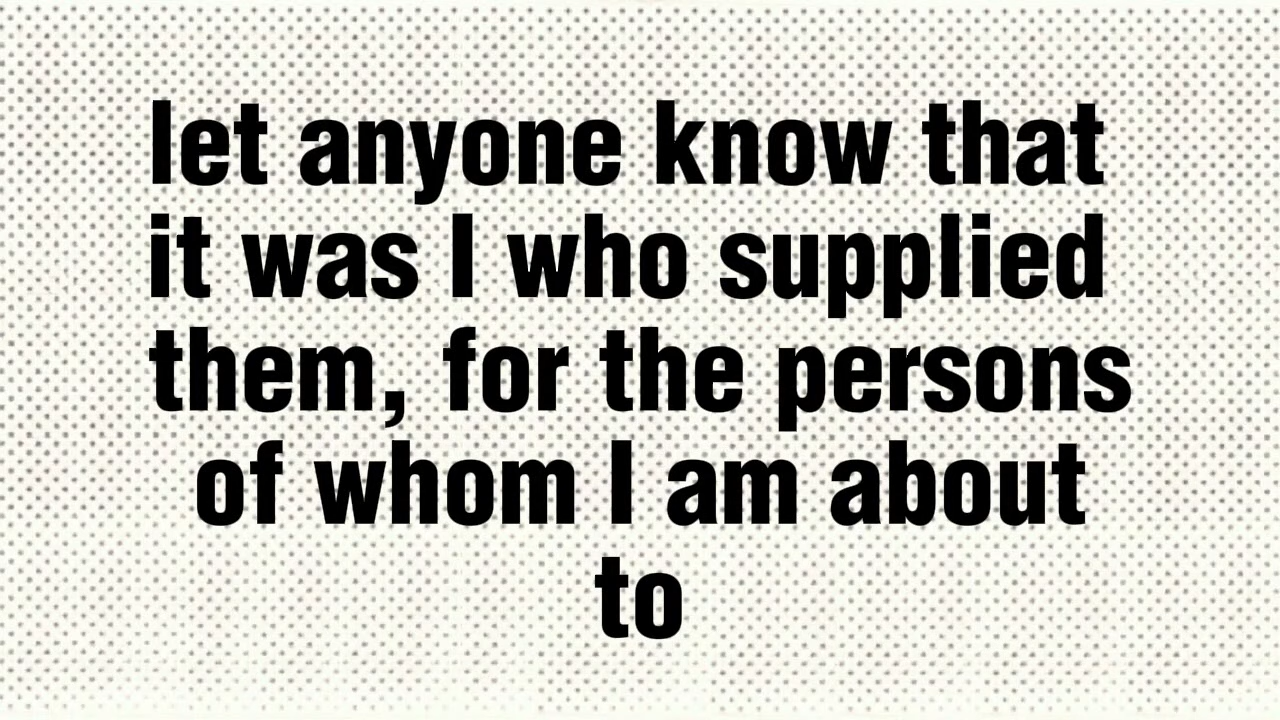 let anyone know that
it was I who supplied
them, for the persons
of whom I am about
to